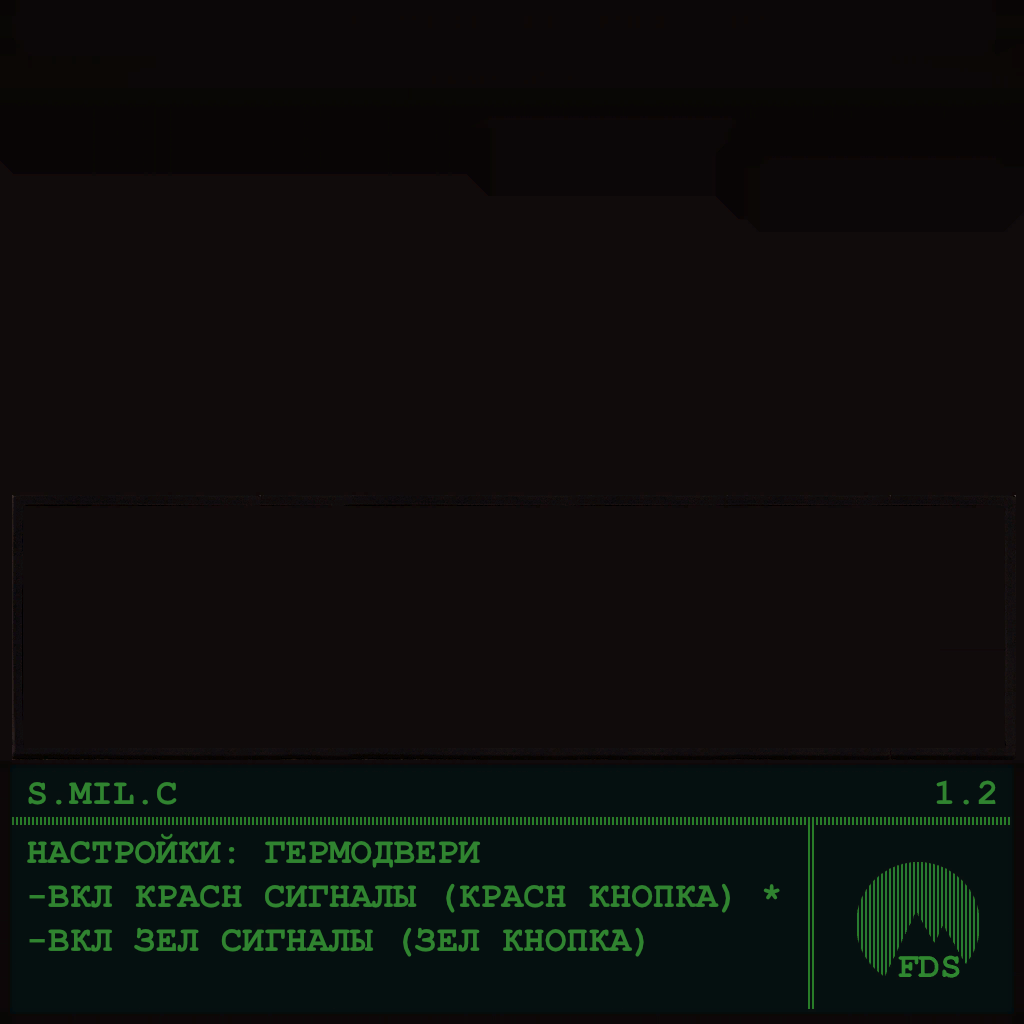 S.MIL.C 1.2
НАСТРОЙКИ: ГЕРМОДВЕРИ
-ВКЛ КРАСН СИГНАЛЫ (КРАСН КНОПКА) *
-ВКЛ ЗЕЛ СИГНАЛЫ (ЗЕЛ КНОПКА)
FDS